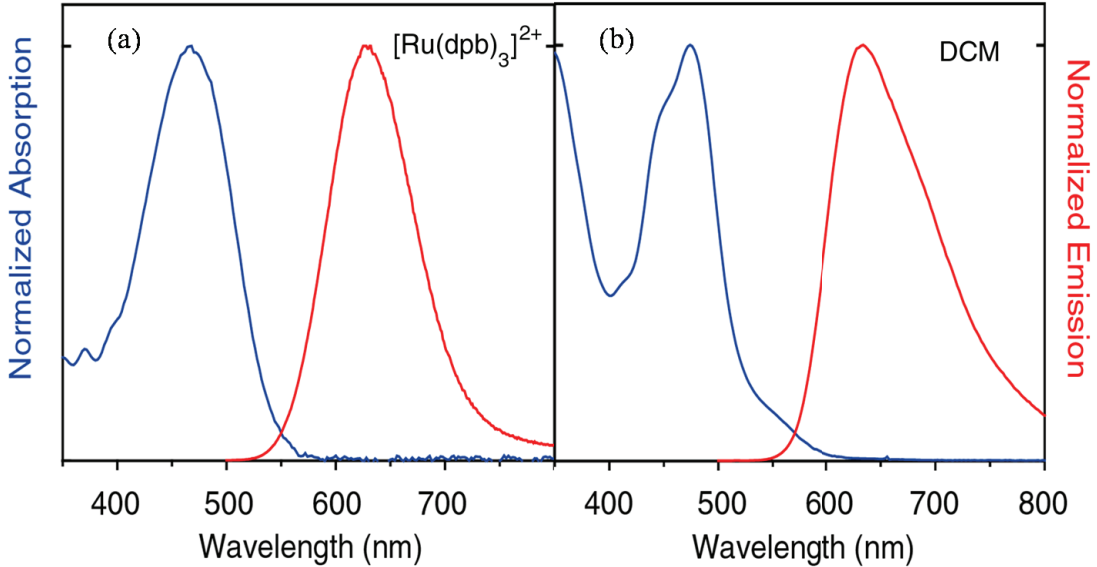 (a)
[Ru(dpb)₃]²⁺
(b)
DCM
Normalized Absorption
Normalized Emission
400 500 600 700
400 500 600 700 800
Wavelength (nm)
Wavelength (nm)